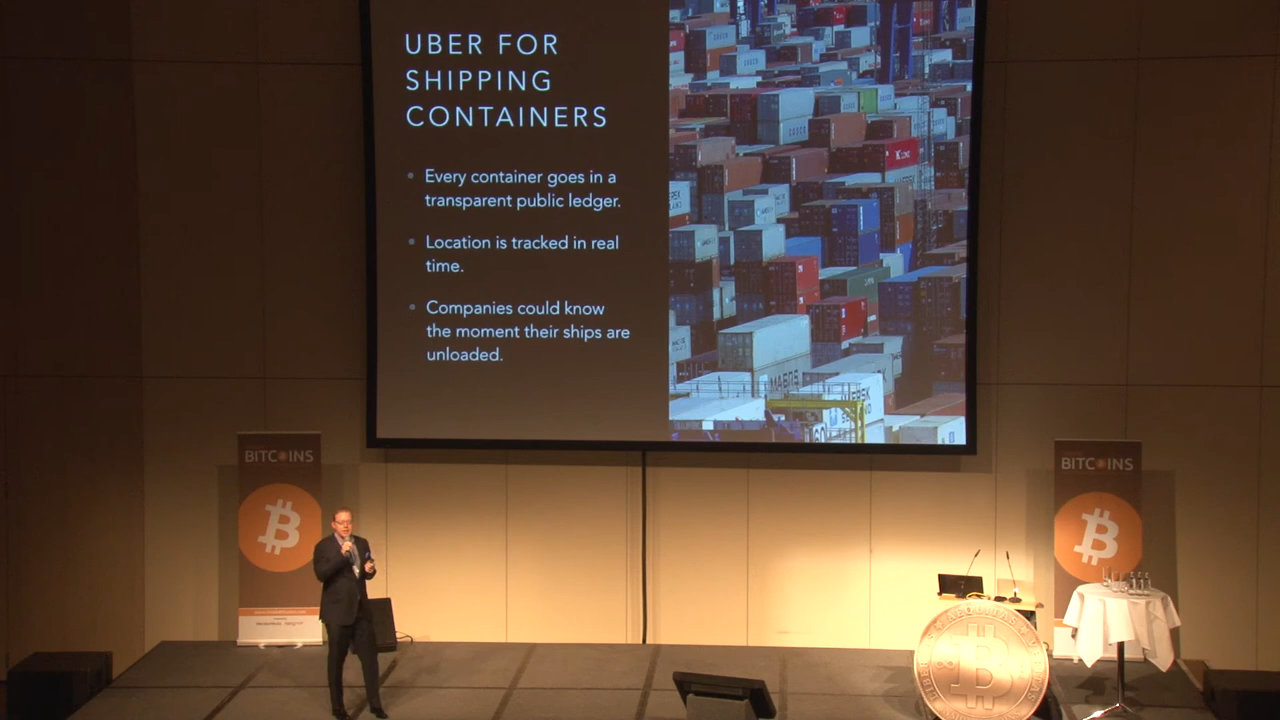 UBER FOR
SHIPPING
CONTAINERS
• Every container goes in a
transparent public ledger.
• Location is tracked in real
time.
• Companies could know
the moment their ships are
unloaded.
BITCOINS
BITCOINS